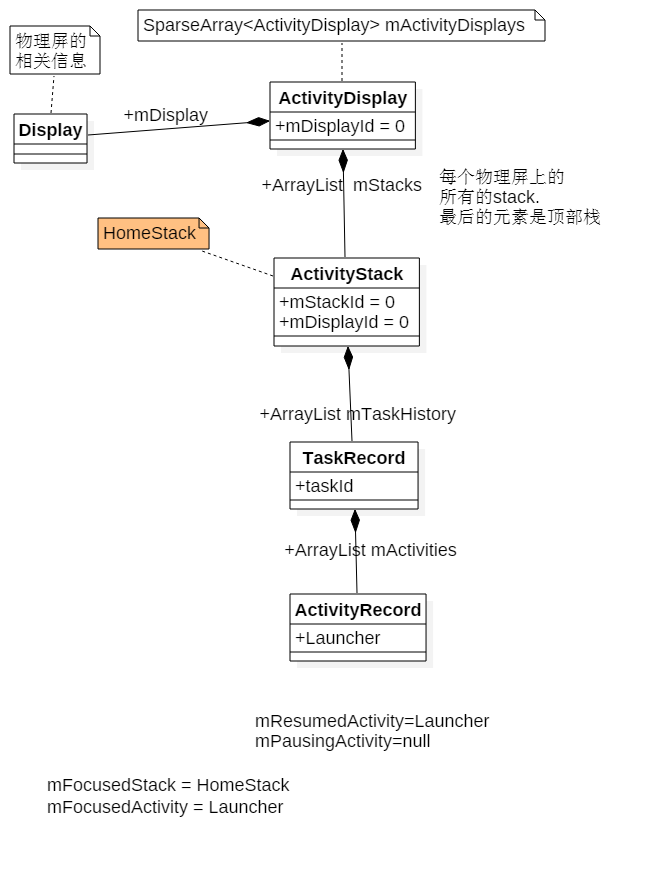 SparseArray<ActivityDisplay> mActivityDisplays
物理屏的
相关信息
ActivityDisplay
+mDisplayId = 0
+mDisplay
Display
+ArrayList mStacks
每个物理屏上的
所有的stack.
最后的元素是顶部栈
HomeStack
ActivityStack
+mStackId = 0
+mDisplayId = 0
+ArrayList mTaskHistory
TaskRecord
+taskId
+ArrayList mActivities
ActivityRecord
+Launcher
mResumedActivity=Launcher
mPausingActivity=null
mFocusedStack = HomeStack
mFocusedActivity = Launcher